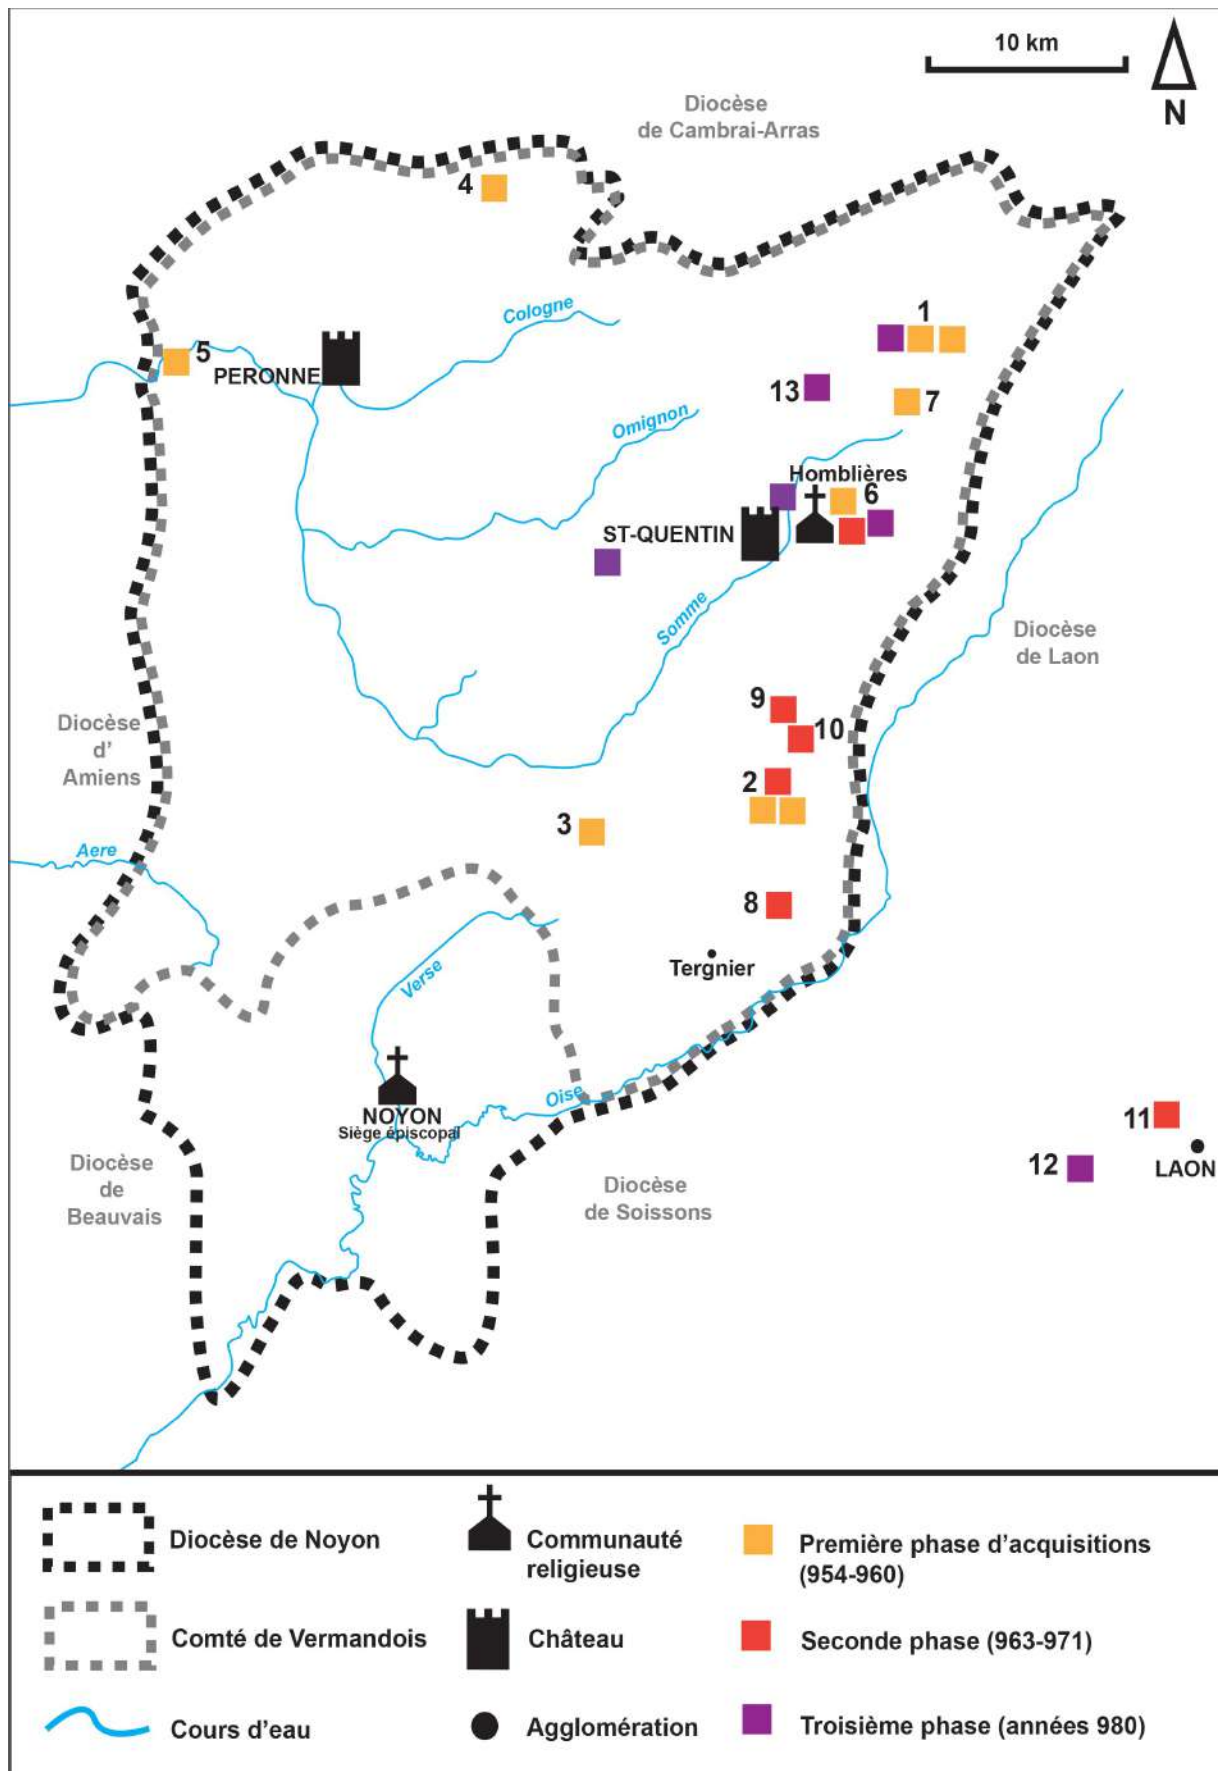 10 km
N
Diocèse
de Cambrai-Arras
4
Cologne
1
5
PERONNE
13
7
Omignon
Homblières
6
ST-QUENTIN
Somme
Diocèse
de Laon
9
10
Diocèse
d'
Amiens
2
3
Aere
8
Tergnier
Verse
Oise
NOYON
Siège épiscopal
11
LAON
12
Diocèse
de
Beauvais
Diocèse
de Soissons
Diocèse de Noyon
Communauté
religieuse
Première phase d'acquisitions
(954-960)
Comté de Vermandois
Château
Seconde phase (963-971)
Cours d'eau
Agglomération
Troisième phase (années 980)